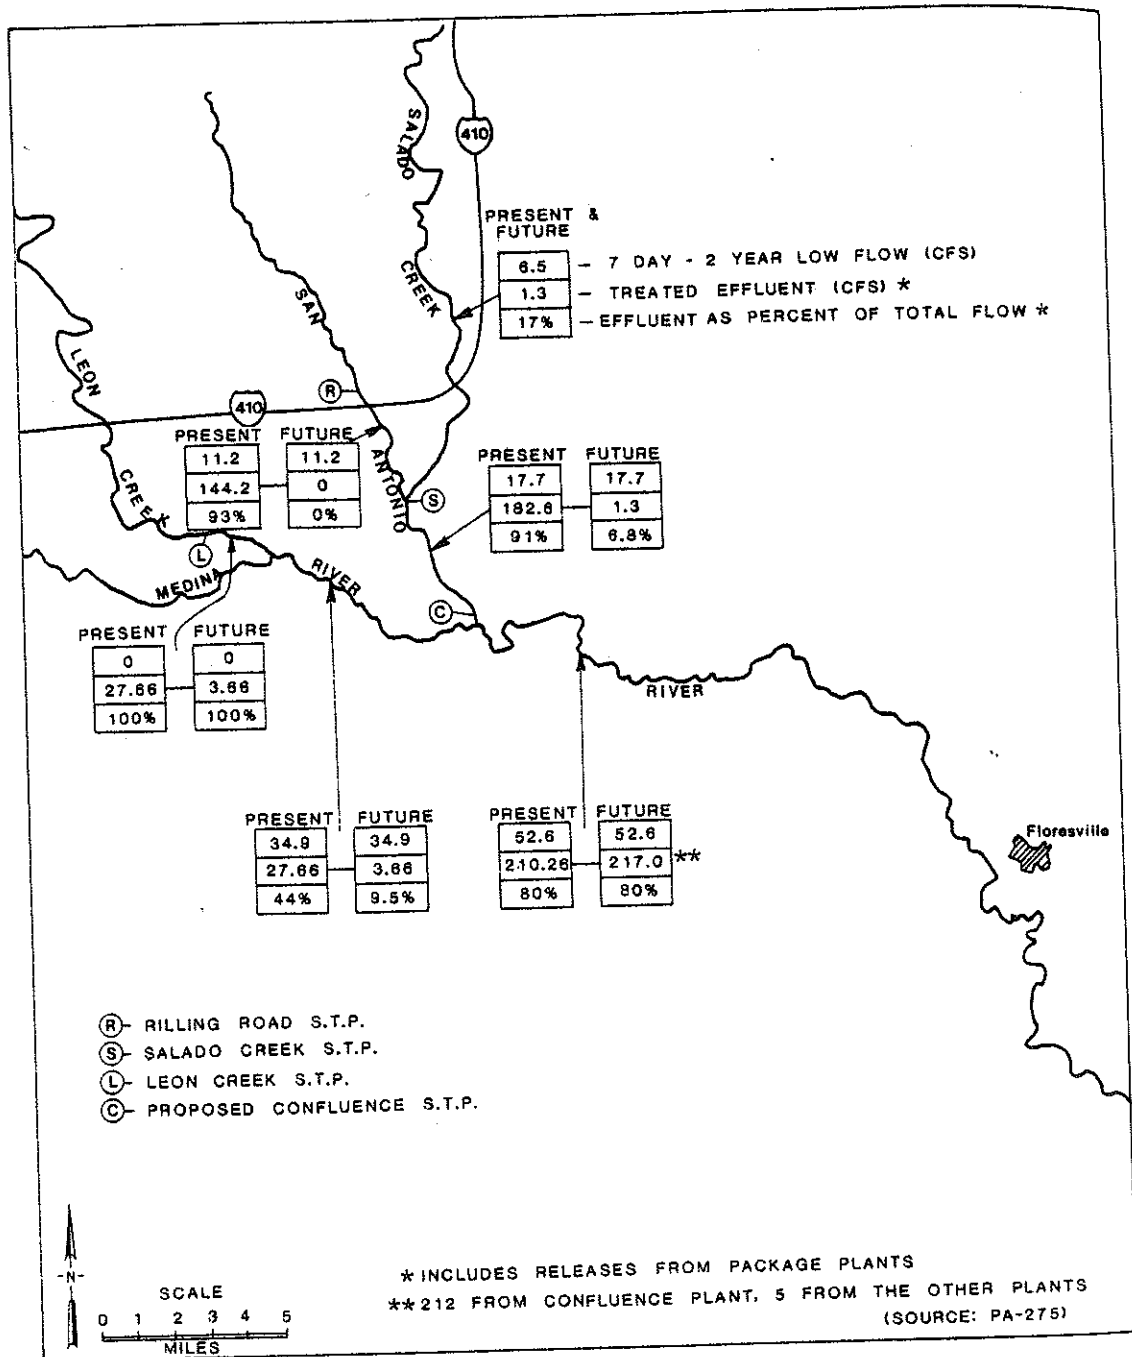 SALADO
CREEK
410
PRESENT &
FUTURE
6.5 - 7 DAY - 2 YEAR LOW FLOW (CFS)
1.3 - TREATED EFFLUENT (CFS) *
17% - EFFLUENT AS PERCENT OF TOTAL FLOW *
SAN
ANTONIO
RIVER
LEON
CREEK
410
R
PRESENT FUTURE
11.2 11.2
144.2 0
93% 0%
PRESENT FUTURE
17.7 17.7
182.6 1.3
91% 6.8%
S
L
MEDINA
RIVER
C
PRESENT FUTURE
0 0
27.66 3.66
100% 100%
PRESENT FUTURE
34.9 34.9
27.66 3.66
44% 9.5%
PRESENT FUTURE
52.6 52.6
210.26 217.0 **
80% 80%
Floresville
R - RILLING ROAD S.T.P.
S - SALADO CREEK S.T.P.
L - LEON CREEK S.T.P.
C - PROPOSED CONFLUENCE S.T.P.
-N-
SCALE
0 1 2 3 4 5
MILES
* INCLUDES RELEASES FROM PACKAGE PLANTS
** 212 FROM CONFLUENCE PLANT, 5 FROM THE OTHER PLANTS
(SOURCE: PA-275)